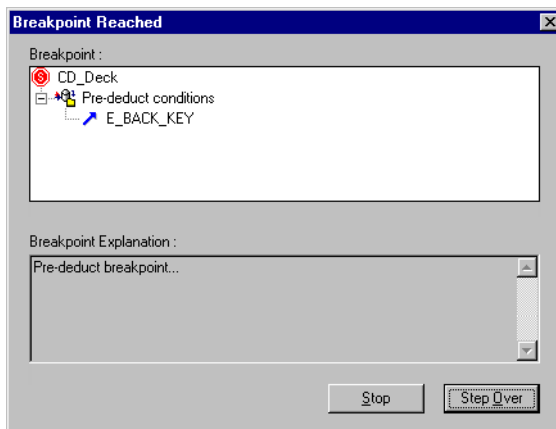 Breakpoint Reached
Breakpoint :
CD_Deck
Pre-deduct conditions
E_BACK_KEY
Breakpoint Explanation :
Pre-deduct breakpoint...
Stop
Step Over